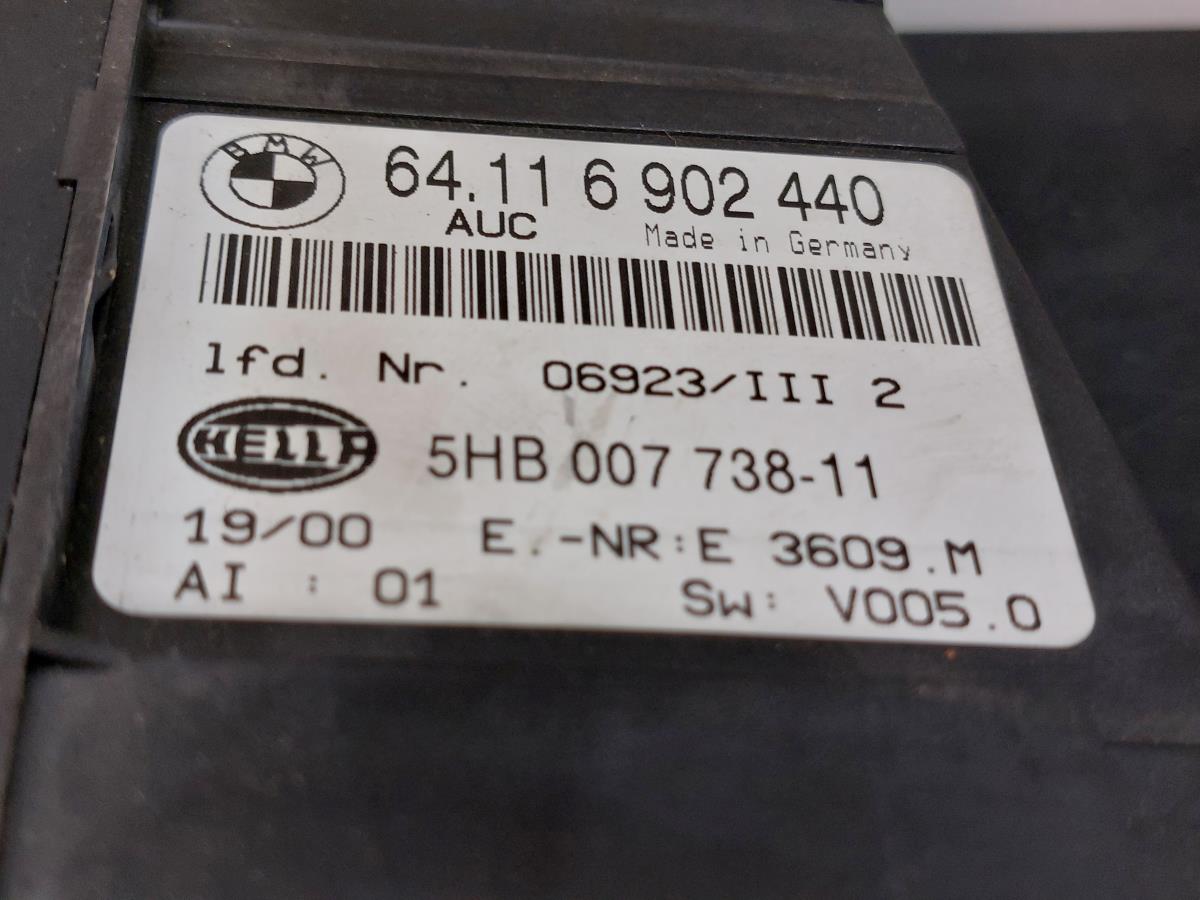 BMW
64.11 6 902 440
AUC Made in Germany
lfd. Nr. 06923/III 2
HELLA 5HB 007 738-11
19/00 E.-NR:E 3609.M
AI : 01 Sw: V005.0